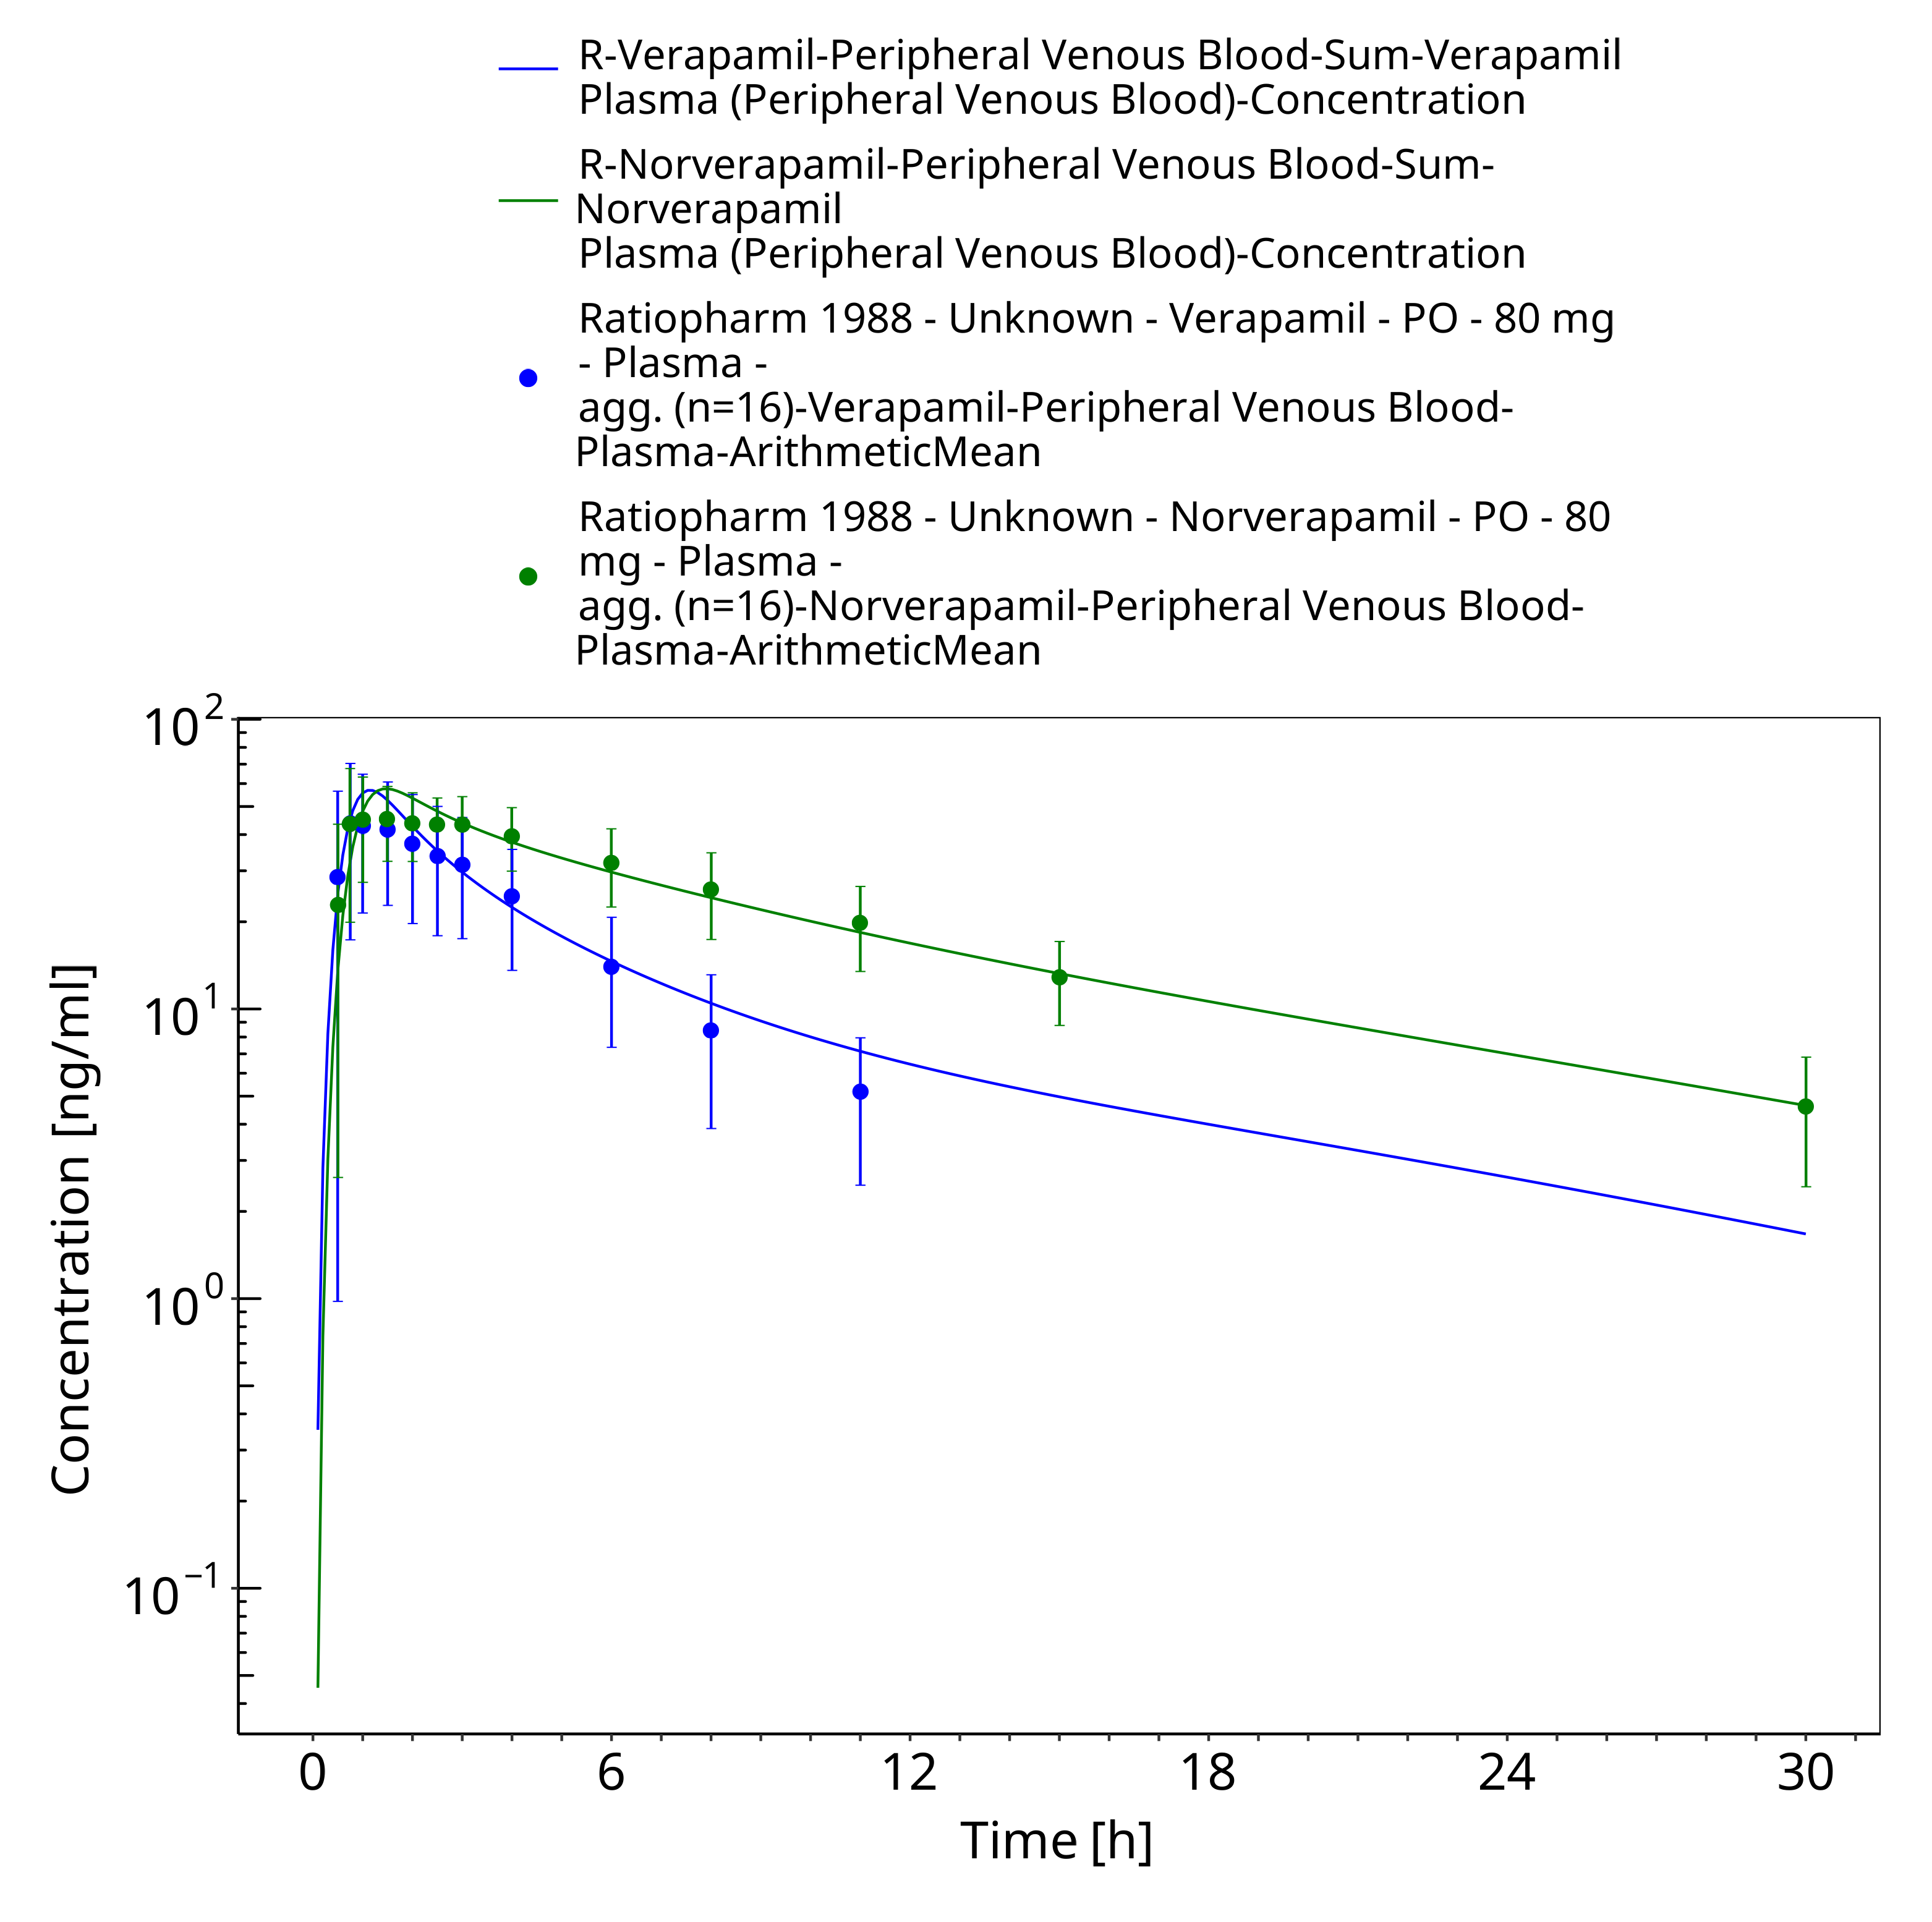 R-Verapamil-Peripheral Venous Blood-Sum-Verapamil
Plasma (Peripheral Venous Blood)-Concentration
R-Norverapamil-Peripheral Venous Blood-Sum-
Norverapamil
Plasma (Peripheral Venous Blood)-Concentration
Ratiopharm 1988 - Unknown - Verapamil - PO - 80 mg
- Plasma -
agg. (n=16)-Verapamil-Peripheral Venous Blood-
Plasma-ArithmeticMean
Ratiopharm 1988 - Unknown - Norverapamil - PO - 80
mg - Plasma -
agg. (n=16)-Norverapamil-Peripheral Venous Blood-
Plasma-ArithmeticMean
10²
10¹
10⁰
10⁻¹
Concentration [ng/ml]
0 6 12 18 24 30
Time [h]